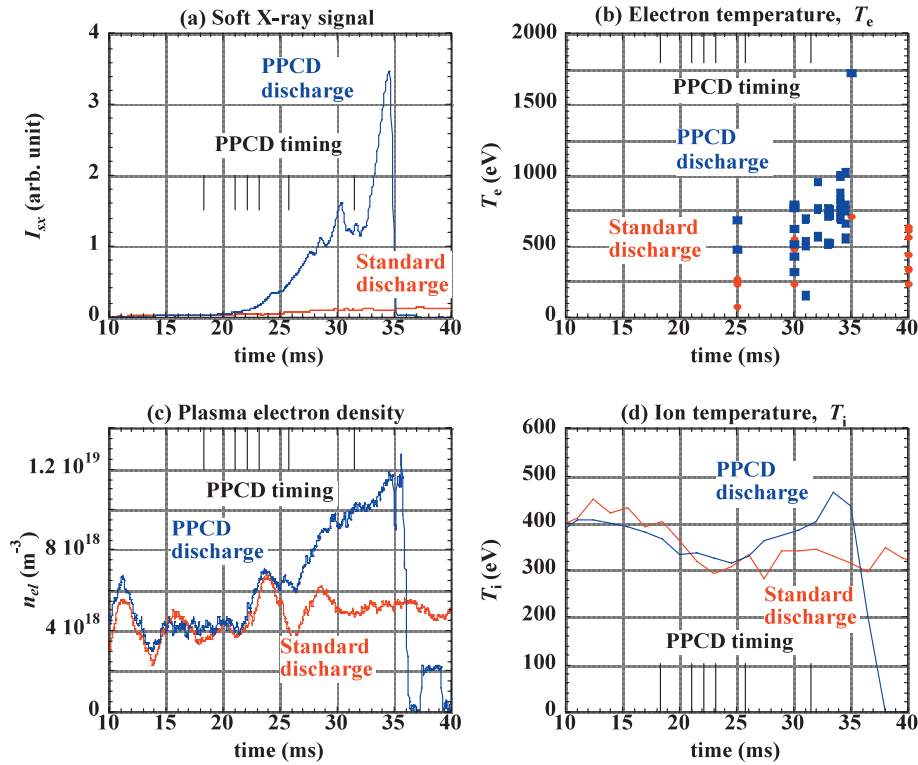 (a) Soft X-ray signal
4
3
2
1
0
I_sx (arb. unit)
PPCD
discharge
PPCD timing
Standard
discharge
10 15 20 25 30 35 40
time (ms)
(b) Electron temperature, T_e
2000
1500
1000
500
0
T_e (eV)
PPCD timing
PPCD
discharge
Standard
discharge
10 15 20 25 30 35 40
time (ms)
(c) Plasma electron density
1.2 10^19
8 10^18
4 10^18
0
n_el (m^-3)
PPCD timing
PPCD
discharge
Standard
discharge
10 15 20 25 30 35 40
time (ms)
(d) Ion temperature, T_i
600
500
400
300
200
100
0
T_i (eV)
PPCD
discharge
Standard
discharge
PPCD timing
10 15 20 25 30 35 40
time (ms)